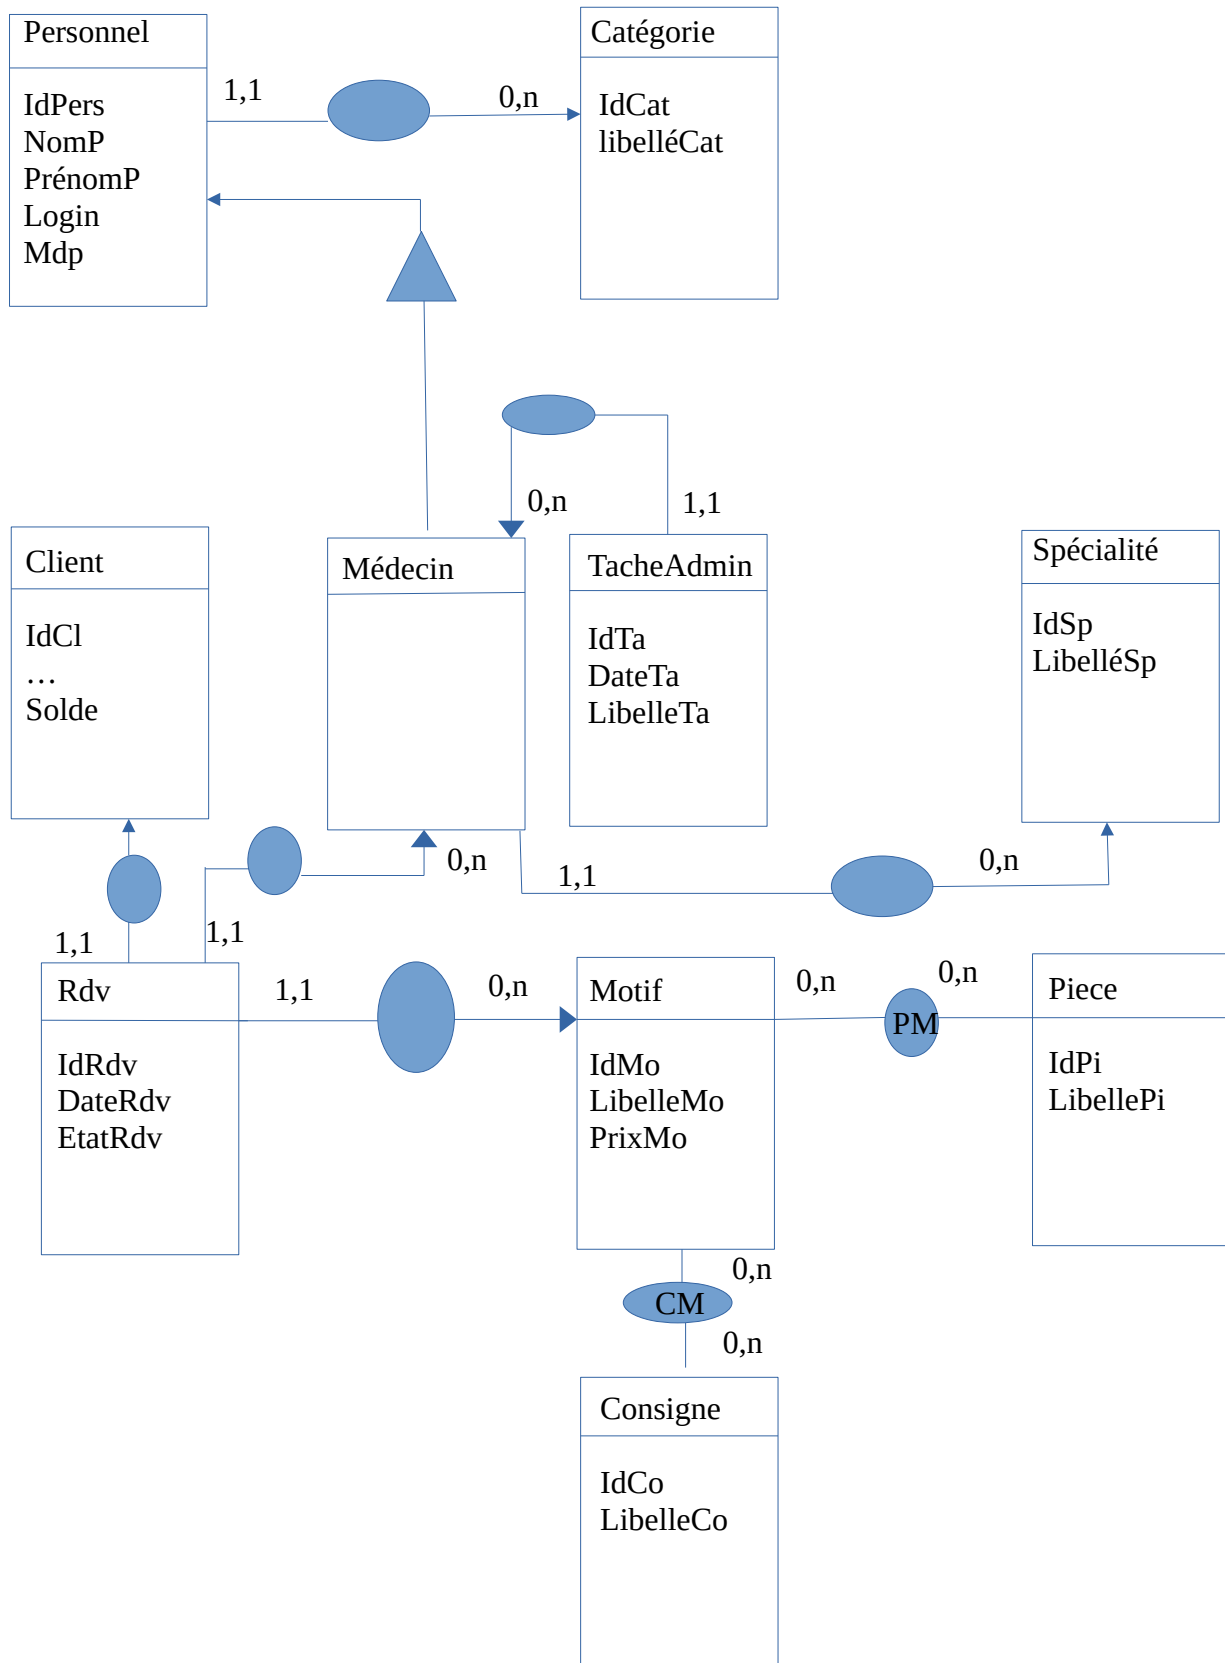 Personnel
IdPers
NomP
PrénomP
Login
Mdp
1,1
0,n
Catégorie
IdCat
libelléCat
0,n
1,1
Client
IdCl
…
Solde
Médecin
TacheAdmin
IdTa
DateTa
LibelleTa
Spécialité
IdSp
LibelléSp
0,n
1,1
0,n
1,1
1,1
Rdv
IdRdv
DateRdv
EtatRdv
1,1
0,n
Motif
IdMo
LibelleMo
PrixMo
0,n
PM
0,n
Piece
IdPi
LibellePi
0,n
CM
0,n
Consigne
IdCo
LibelleCo